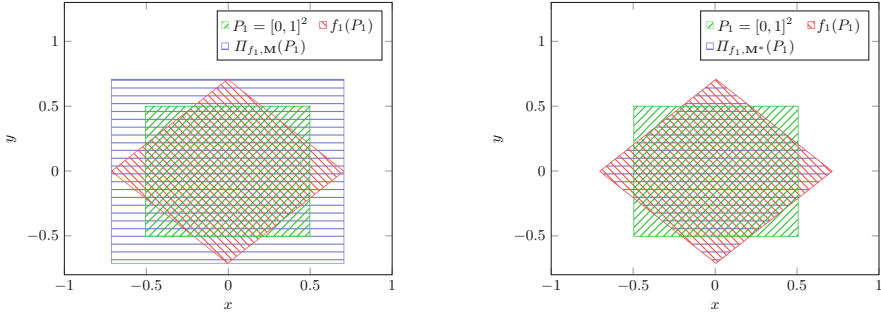 P₁ = [0, 1]² f₁(P₁)
Π_{f₁,𝐌}(P₁)
1
0.5
0
−0.5
y
−1 −0.5 0 0.5 1
x
P₁ = [0, 1]² f₁(P₁)
Π_{f₁,𝐌*}(P₁)
1
0.5
0
−0.5
y
−1 −0.5 0 0.5 1
x